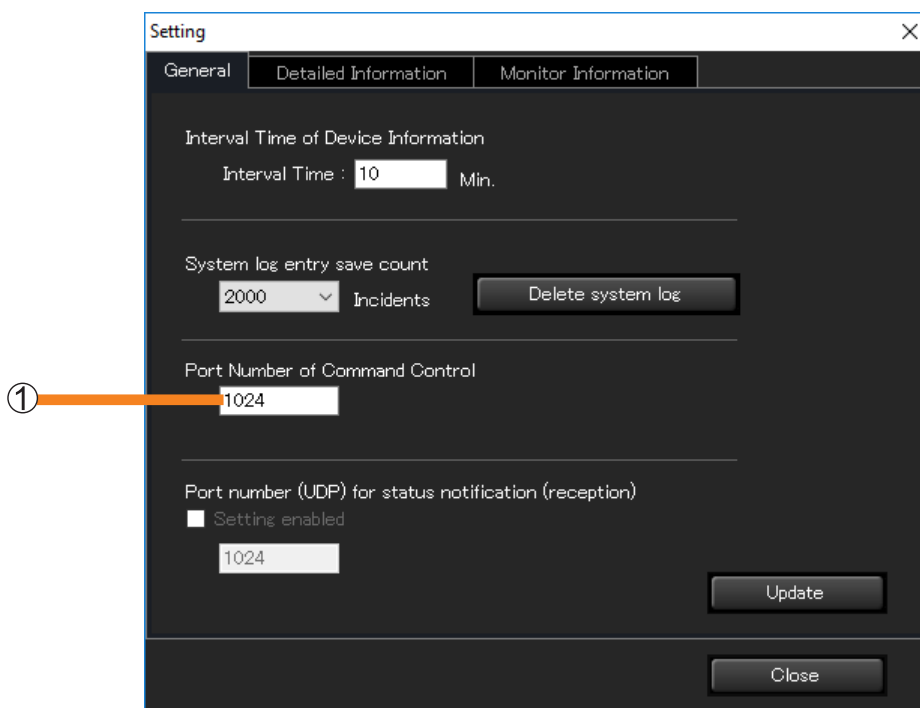 Setting
General Detailed Information Monitor Information
Interval Time of Device Information
Interval Time : 10 Min.
System log entry save count
2000 Incidents Delete system log
Port Number of Command Control
① 1024
Port number (UDP) for status notification (reception)
Setting enabled
1024
Update
Close